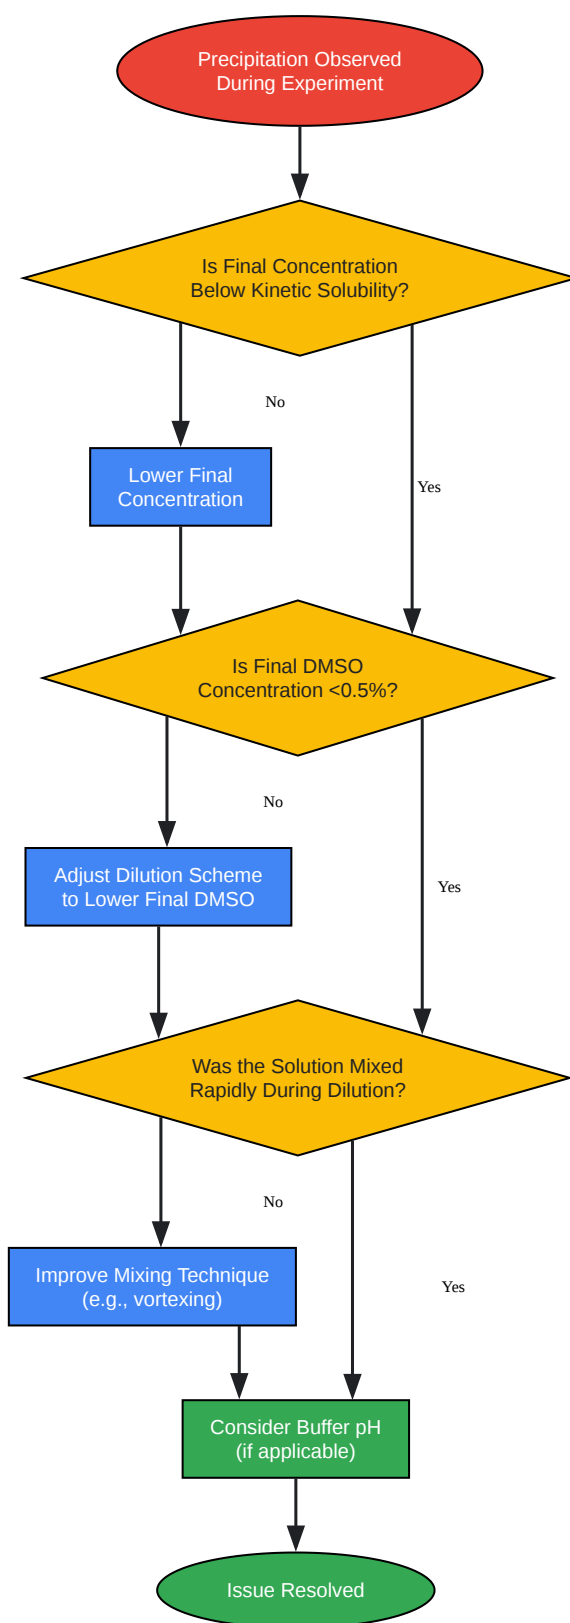 Precipitation Observed
During Experiment
Is Final Concentration
Below Kinetic Solubility?
No
Lower Final
Concentration
Yes
Is Final DMSO
Concentration <0.5%?
No
Adjust Dilution Scheme
to Lower Final DMSO
Yes
Was the Solution Mixed
Rapidly During Dilution?
No
Improve Mixing Technique
(e.g., vortexing)
Yes
Consider Buffer pH
(if applicable)
Issue Resolved